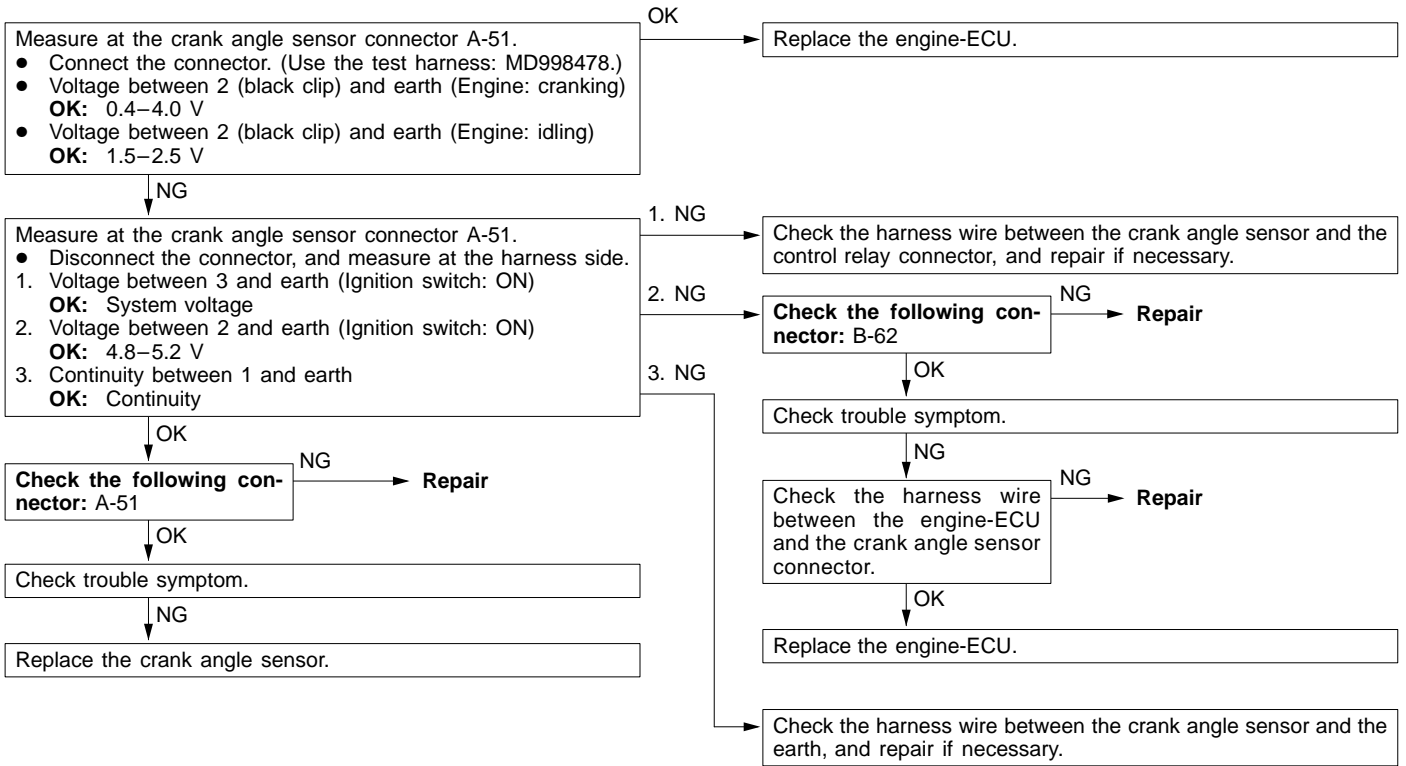 OK
Measure at the crank angle sensor connector A-51.
● Connect the connector. (Use the test harness: MD998478.)
● Voltage between 2 (black clip) and earth (Engine: cranking)
OK: 0.4–4.0 V
● Voltage between 2 (black clip) and earth (Engine: idling)
OK: 1.5–2.5 V
Replace the engine-ECU.
NG
Measure at the crank angle sensor connector A-51.
● Disconnect the connector, and measure at the harness side.
1. Voltage between 3 and earth (Ignition switch: ON)
OK: System voltage
2. Voltage between 2 and earth (Ignition switch: ON)
OK: 4.8–5.2 V
3. Continuity between 1 and earth
OK: Continuity
1. NG
Check the harness wire between the crank angle sensor and the
control relay connector, and repair if necessary.
2. NG
Check the following con-
nector: B-62
NG
Repair
OK
Check trouble symptom.
NG
Check the harness wire
between the engine-ECU
and the crank angle sensor
connector.
NG
Repair
OK
Replace the engine-ECU.
3. NG
Check the harness wire between the crank angle sensor and the
earth, and repair if necessary.
OK
Check the following con-
nector: A-51
NG
Repair
OK
Check trouble symptom.
NG
Replace the crank angle sensor.